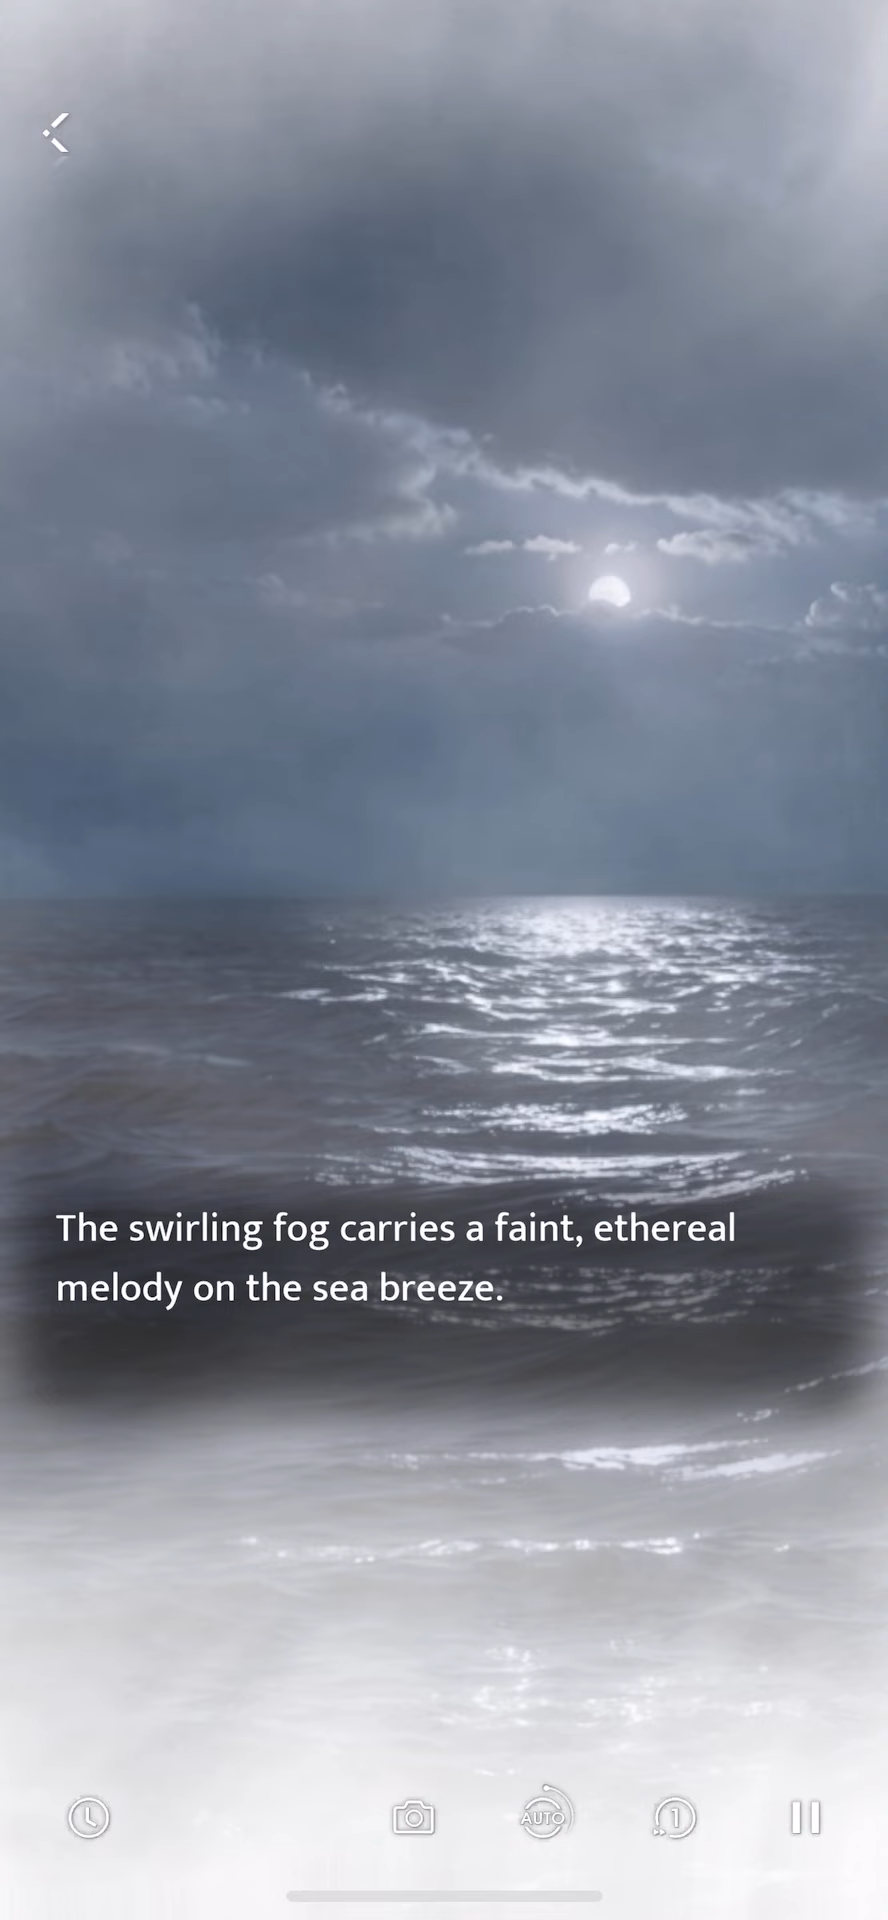 The swirling fog carries a faint, ethereal
melody on the sea breeze.
AUTO
1